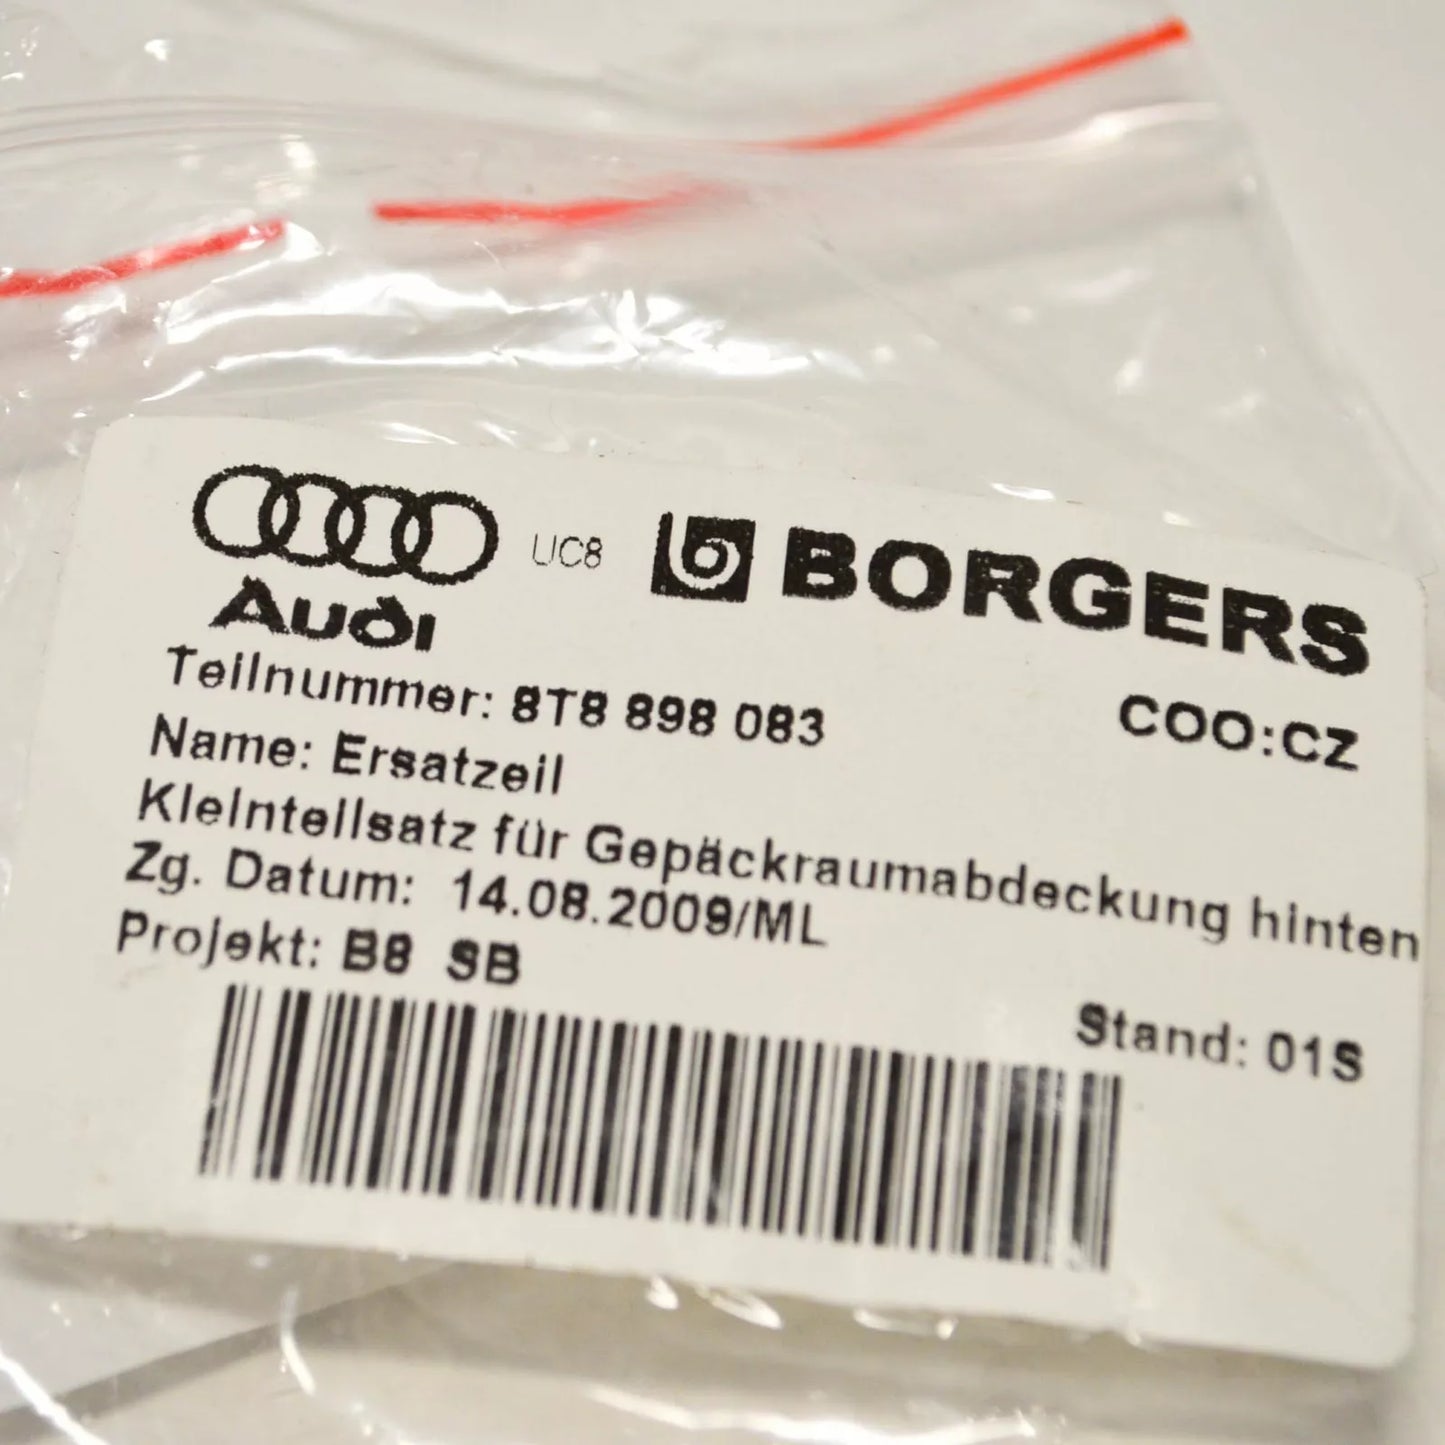 UC8 BORGERS
Audi
Teilnummer: 8T8 898 083
COO:CZ
Name: Ersatzeil
Kleinteilsatz für Gepäckraumabdeckung hinten
Zg. Datum: 14.08.2009/ML
Projekt: B8 SB
Stand: 01S